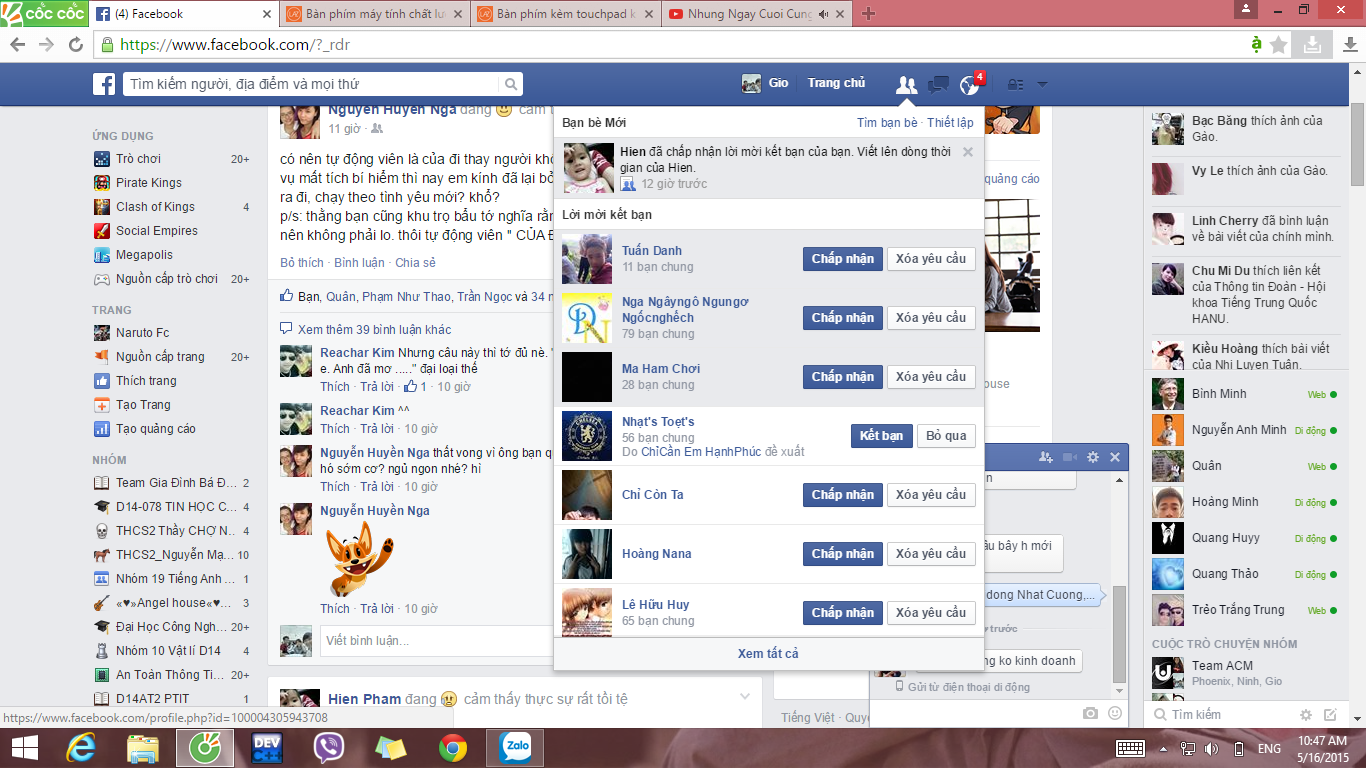 cốc cốc
(4) Facebook
Bàn phím máy tính chất lư
Bàn phím kèm touchpad k
Nhung Ngay Cuoi Cung
https://www.facebook.com/?_rdr
Tìm kiếm người, địa điểm và mọi thứ
Gio
Trang chủ
4
ỨNG DỤNG
Trò chơi 20+
Pirate Kings
Clash of Kings 4
Social Empires
Megapolis
Nguồn cấp trò chơi 20+
TRANG
Naruto Fc
Nguồn cấp trang 20+
Thích trang
Tạo Trang
Tạo quảng cáo
NHÓM
Team Gia Đình Bá Đ... 2
D14-078 TIN HỌC C... 4
THCS2 Thầy CHỢ N... 4
THCS2_Nguyễn Mạ... 10
Nhóm 19 Tiếng Anh ... 1
«♥»Angel house«♥... 3
Đại Học Công Ngh... 20+
Nhóm 10 Vật lí D14 4
An Toàn Thông Ti... 20+
D14AT2 PTIT 1
https://www.facebook.com/profile.php?id=100004305943708
Nguyễn Huyền Nga đang cảm t
11 giờ ·
có nên tự động viên là của đi thay người khô
vụ mất tích bí hiểm thì nay em kính đã lại bỏ
ra đi, chạy theo tình yêu mới? khổ?
p/s: thằng bạn cũng khu trọ bẩu tớ nghĩa rằn
nên không phải lo. thôi tự động viên " CỦA Đ
Bỏ thích · Bình luận · Chia sẻ
Bạn, Quân, Phạm Như Thao, Trần Ngọc và 34 n
Xem thêm 39 bình luận khác
Reachar Kim Nhưng câu này thì tớ đủ nè. "
e. Anh đã mơ ....." đại loại thế
Thích · Trả lời · 1 · 10 giờ
Reachar Kim ^^
Thích · Trả lời · 10 giờ
Nguyễn Huyền Nga thất vong vì ông bạn q
hó sớm cơ? ngủ ngon nhé? hỉ
Thích · Trả lời · 10 giờ
Nguyễn Huyền Nga
Thích · Trả lời · 10 giờ
Viết bình luận...
Hien Pham đang cảm thấy thực sự rất tồi tệ
Bạn bè Mới
Tìm bạn bè · Thiết lập
Hien đã chấp nhận lời mời kết bạn của bạn. Viết lên dòng thời
gian của Hien.
12 giờ trước
Lời mời kết bạn
Tuấn Danh
11 bạn chung
Chấp nhận Xóa yêu cầu
Nga Ngâyngô Ngungơ
Ngốcnghếch
79 bạn chung
Chấp nhận Xóa yêu cầu
Ma Ham Chơi
28 bạn chung
Chấp nhận Xóa yêu cầu
Nhạt's Toẹt's
56 bạn chung
Do ChỉCần Em HạnhPhúc đề xuất
Kết bạn Bỏ qua
Chỉ Còn Ta
Chấp nhận Xóa yêu cầu
Hoàng Nana
Chấp nhận Xóa yêu cầu
Lê Hữu Huy
65 bạn chung
Chấp nhận Xóa yêu cầu
Xem tất cả
quảng cáo
ouse
Tiếng Việt · Quyề
n
âu bây h mới
dong Nhat Cuong,...
trước
ng ko kinh doanh
Gửi từ điện thoại di động
Bạc Băng thích ảnh của
Gáo.
Vy Le thích ảnh của Gáo.
Linh Cherry đã bình luận
về bài viết của chính mình.
Chu Mi Du thích liên kết
của Thông tin Đoàn - Hội
khoa Tiếng Trung Quốc
HANU.
Kiều Hoàng thích bài viết
của Nhi Luyen Tuân.
Bình Minh Web
Nguyễn Anh Minh Di động
Quân Web
Hoàng Minh Di động
Quang Huyy Di động
Quang Thảo Di động
Trẻo Trắng Trung Web
CUỘC TRÒ CHUYỆN NHÓM
Team ACM
Phoenix, Ninh, Gio
Tìm kiếm
DEV
C++
Zalo
ENG
10:47 AM
5/16/2015